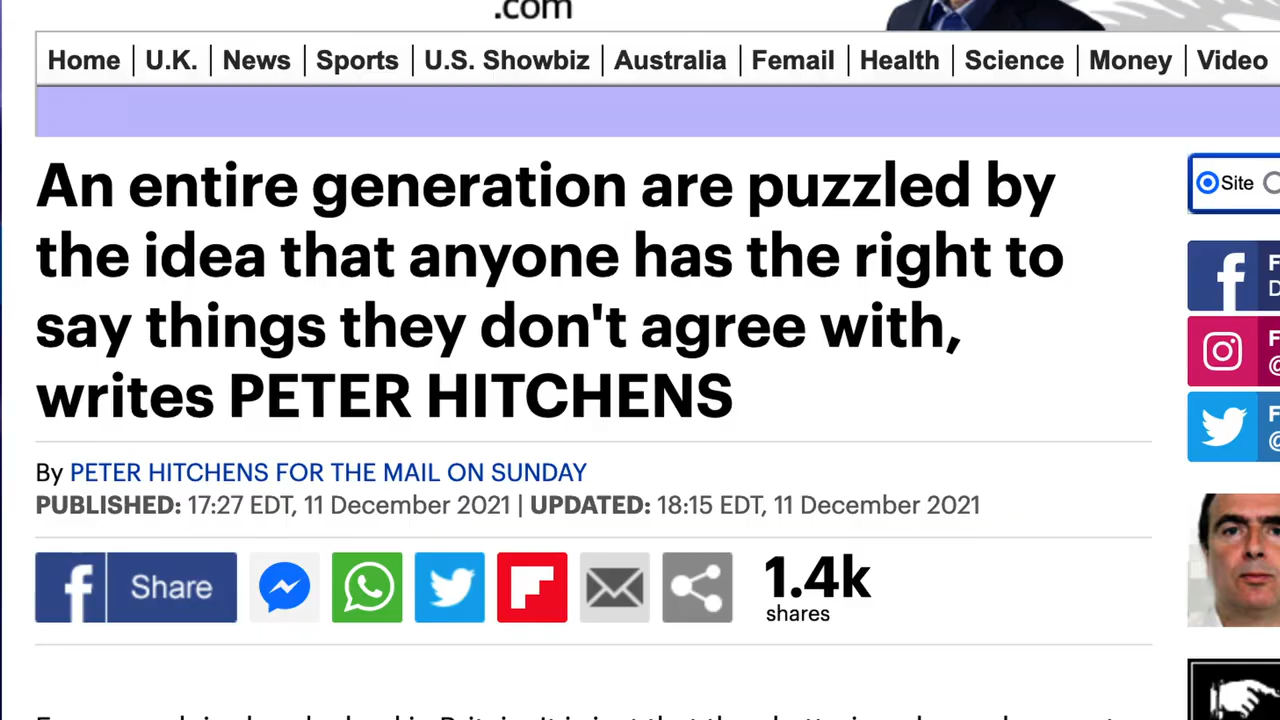 .com
Home U.K. News Sports U.S. Showbiz Australia Femail Health Science Money Video
An entire generation are puzzled by
the idea that anyone has the right to
say things they don't agree with,
writes PETER HITCHENS
Site
By PETER HITCHENS FOR THE MAIL ON SUNDAY
PUBLISHED: 17:27 EDT, 11 December 2021 | UPDATED: 18:15 EDT, 11 December 2021
Share
1.4k
shares